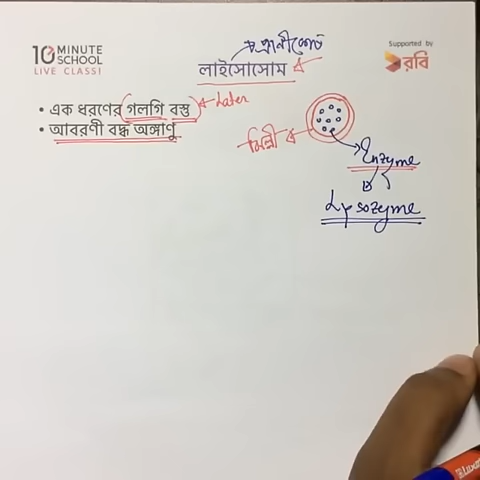 10 MINUTE SCHOOL
LIVE CLASS!
Supported by
রবি
প্রাণীকোষ
লাইসোসোম
• এক ধরণের গলগি বস্তু
Later
• আবরণী বদ্ধ অঙ্গাণু
ঝিল্লী
Enzyme
Lysozyme